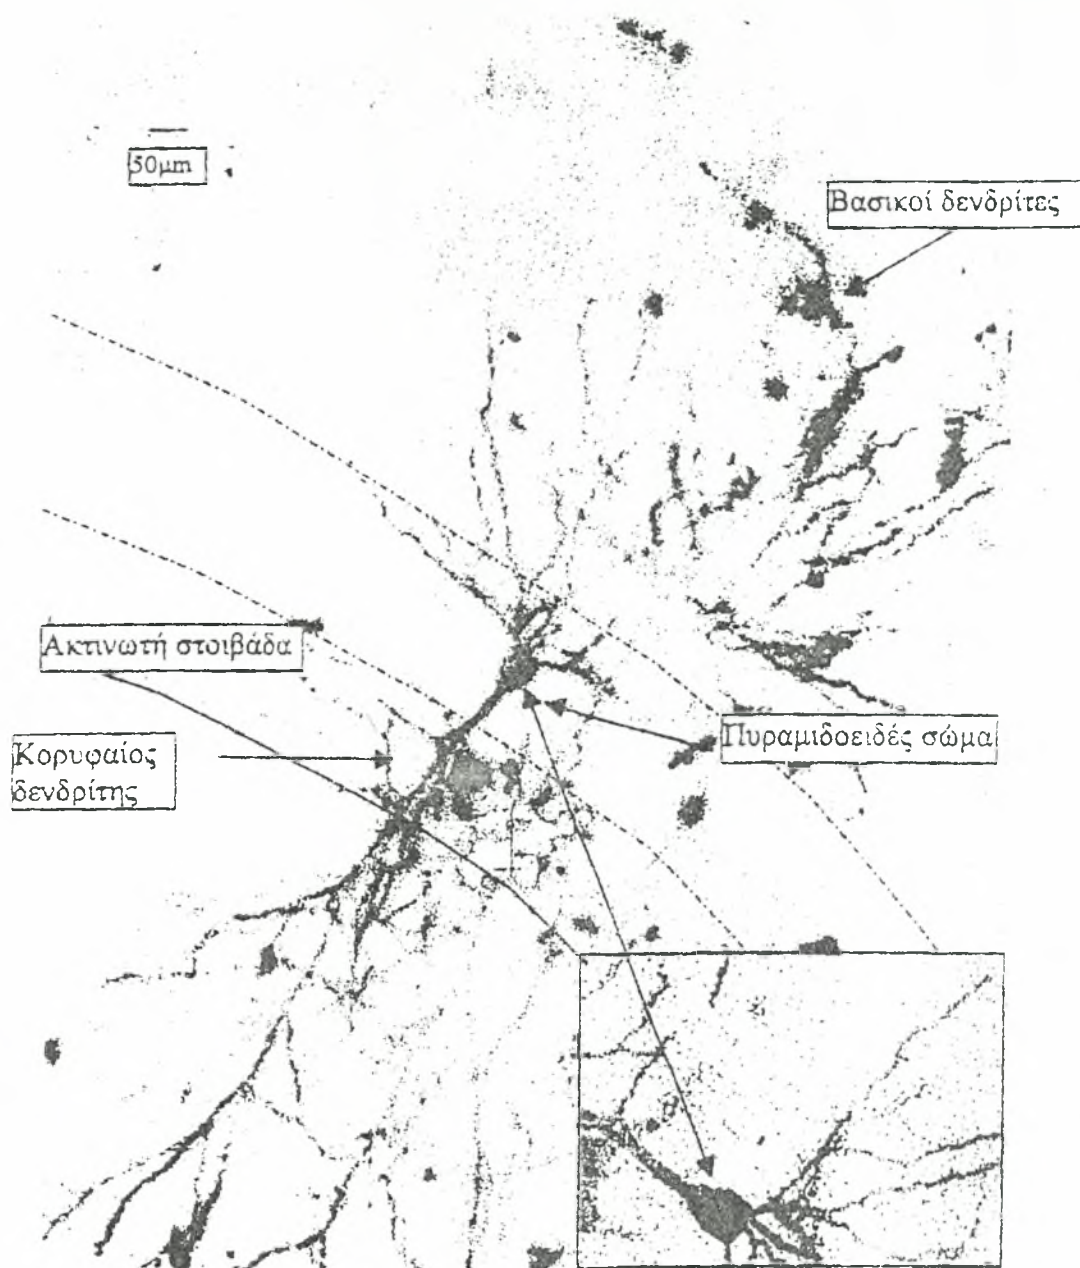 50μm
Βασικοί δενδρίτες
Ακτινωτή στοιβάδα
Πυραμιδοειδές σώμα
Κορυφαίος
δενδρίτης